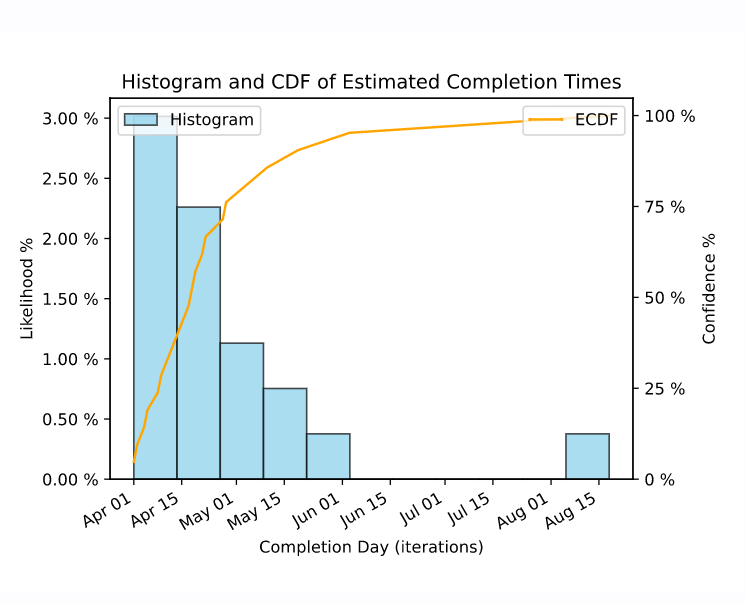 Histogram and CDF of Estimated Completion Times
Histogram
ECDF
Likelihood %
3.00 %
2.50 %
2.00 %
1.50 %
1.00 %
0.50 %
0.00 %
100 %
75 %
50 %
25 %
0 %
Confidence %
Apr 01
Apr 15
May 01
May 15
Jun 01
Jun 15
Jul 01
Jul 15
Aug 01
Aug 15
Completion Day (iterations)